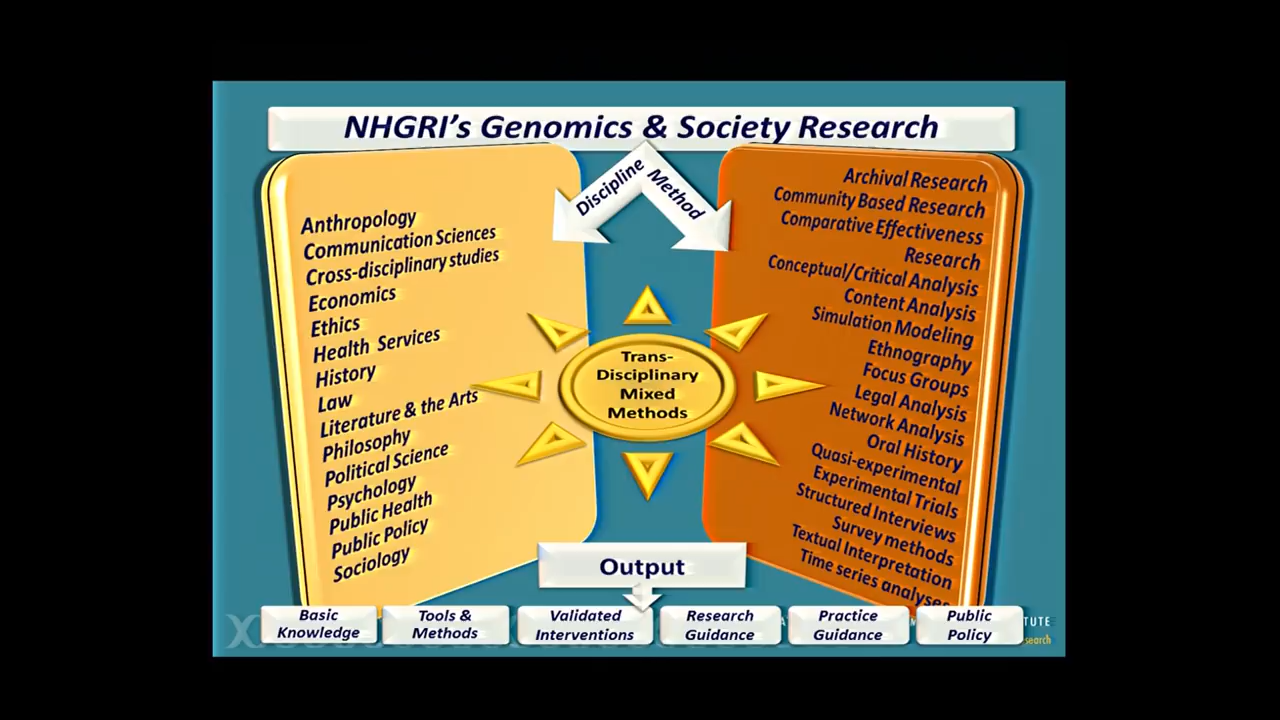 NHGRI's Genomics & Society Research
Discipline
Method
Anthropology
Communication Sciences
Cross-disciplinary studies
Economics
Ethics
Health Services
History
Law
Literature & the Arts
Philosophy
Political Science
Psychology
Public Health
Public Policy
Sociology
Archival Research
Community Based Research
Comparative Effectiveness
Research
Conceptual/Critical Analysis
Content Analysis
Simulation Modeling
Ethnography
Focus Groups
Legal Analysis
Network Analysis
Oral History
Quasi-experimental
Experimental Trials
Structured Interviews
Survey methods
Textual Interpretation
Time series analyses
Trans-
Disciplinary
Mixed
Methods
Output
Basic
Knowledge
Tools &
Methods
Validated
Interventions
Research
Guidance
Practice
Guidance
Public
Policy